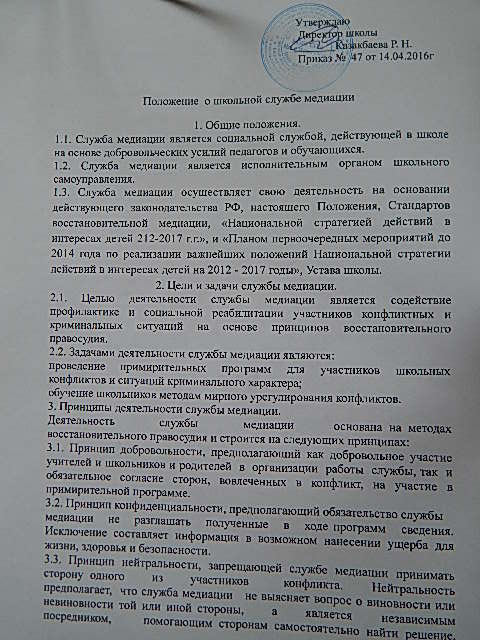 Утверждаю
Директор школы
Казакбаева Р. Н.
Приказ № 47 от 14.04.2016г
Положение о школьной службе медиации
1. Общие положения.
1.1. Служба медиации является социальной службой, действующей в школе
на основе добровольческих усилий педагогов и обучающихся.
1.2. Служба медиации является исполнительным органом школьного
самоуправления.
1.3. Служба медиации осуществляет свою деятельность на основании
действующего законодательства РФ, настоящего Положения, Стандартов
восстановительной медиации, «Национальной стратегией действий в
интересах детей 212-2017 г.г.», и «Планом первоочередных мероприятий до
2014 года по реализации важнейших положений Национальной стратегии
действий в интересах детей на 2012 - 2017 годы», Устава школы.
2. Цели и задачи службы медиации.
2.1. Целью деятельности службы медиации является содействие
профилактике и социальной реабилитации участников конфликтных и
криминальных ситуаций на основе принципов восстановительного
правосудия.
2.2. Задачами деятельности службы медиации являются:
проведение примирительных программ для участников школьных
конфликтов и ситуаций криминального характера;
обучение школьников методам мирного урегулирования конфликтов.
3. Принципы деятельности службы медиации.
Деятельность службы медиации основана на методах
восстановительного правосудия и строится на следующих принципах:
3.1. Принцип добровольности, предполагающий как добровольное участие
учителей и школьников и родителей в организации работы службы, так и
обязательное согласие сторон, вовлеченных в конфликт, на участие в
примирительной программе.
3.2. Принцип конфиденциальности, предполагающий обязательство службы
медиации не разглашать полученные в ходе программ сведения.
Исключение составляет информация о возможном нанесении ущерба для
жизни, здоровья и безопасности.
3.3. Принцип нейтральности, запрещающей службе медиации принимать
сторону одного из участников конфликта. Нейтральность
предполагает, что служба медиации не выясняет вопрос о виновности или
невиновности той или иной стороны, а является независимым
посредником, помогающим сторонам самостоятельно найти решение.